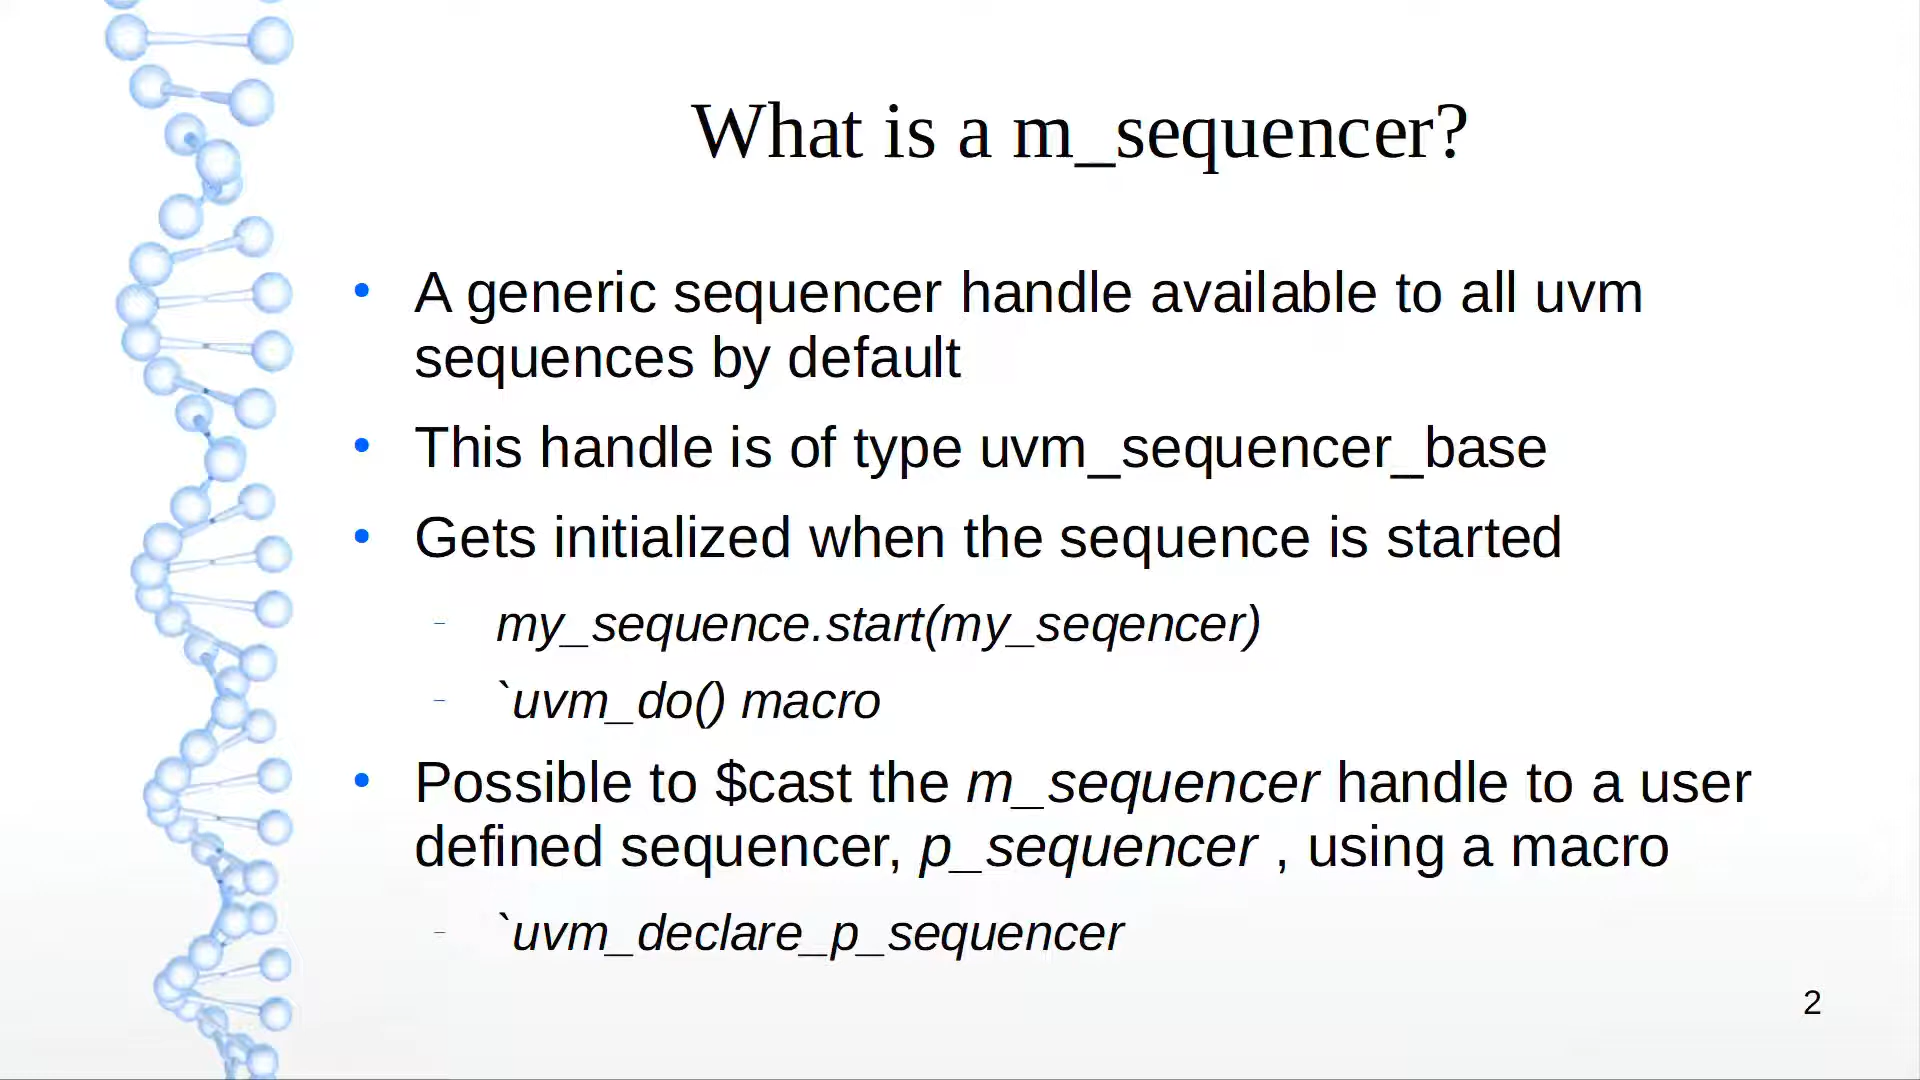 What is a m_sequencer?
• A generic sequencer handle available to all uvm
sequences by default
• This handle is of type uvm_sequencer_base
• Gets initialized when the sequence is started
– my_sequence.start(my_seqencer)
– `uvm_do() macro
• Possible to $cast the m_sequencer handle to a user
defined sequencer, p_sequencer , using a macro
– `uvm_declare_p_sequencer
2